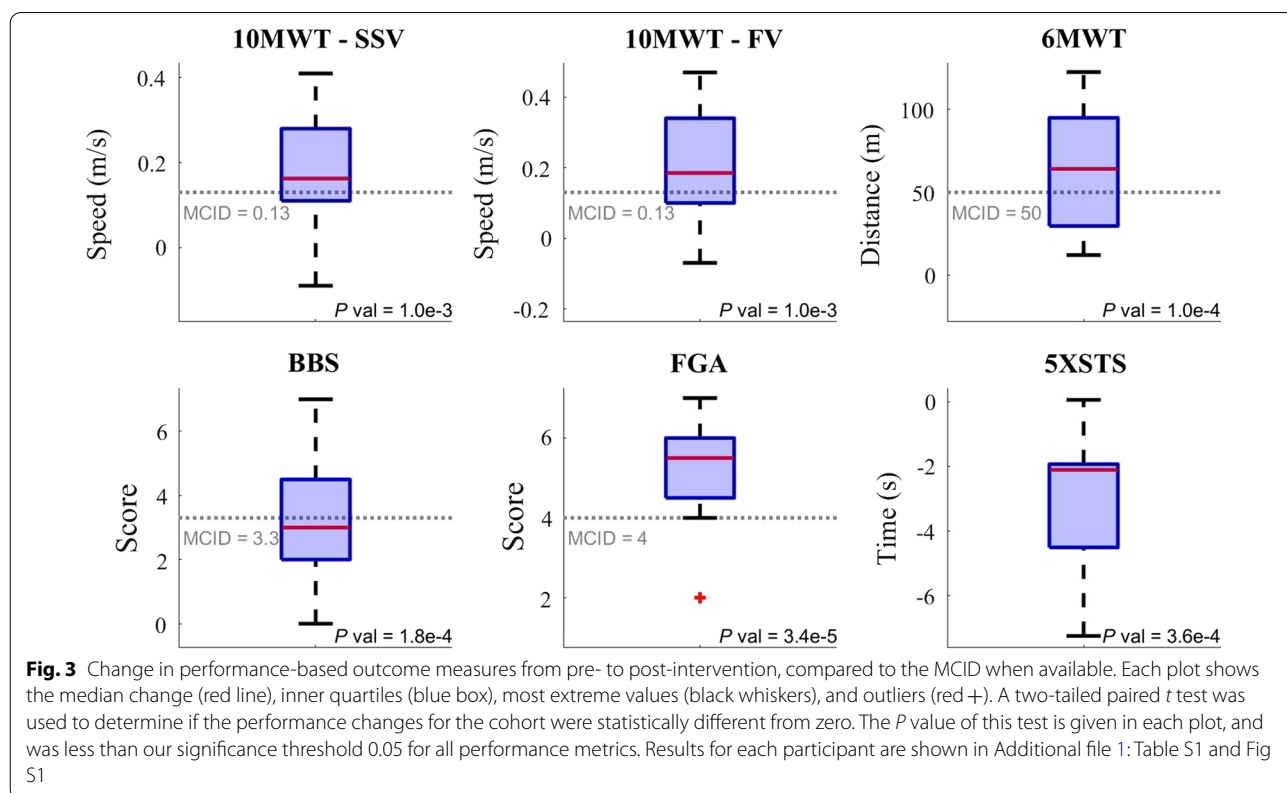 10MWT - SSV
10MWT - FV
6MWT
Speed (m/s)
0.4
0.2
0
MCID = 0.13
P val = 1.0e-3
Speed (m/s)
0.4
0.2
0
-0.2
MCID = 0.13
P val = 1.0e-3
Distance (m)
100
50
0
MCID = 50
P val = 1.0e-4
BBS
FGA
5XSTS
Score
6
4
2
0
MCID = 3.3
P val = 1.8e-4
Score
6
4
2
MCID = 4
P val = 3.4e-5
Time (s)
0
-2
-4
-6
P val = 3.6e-4
Fig. 3 Change in performance-based outcome measures from pre- to post-intervention, compared to the MCID when available. Each plot shows
the median change (red line), inner quartiles (blue box), most extreme values (black whiskers), and outliers (red +). A two-tailed paired t test was
used to determine if the performance changes for the cohort were statistically different from zero. The P value of this test is given in each plot, and
was less than our significance threshold 0.05 for all performance metrics. Results for each participant are shown in Additional file 1: Table S1 and Fig
S1